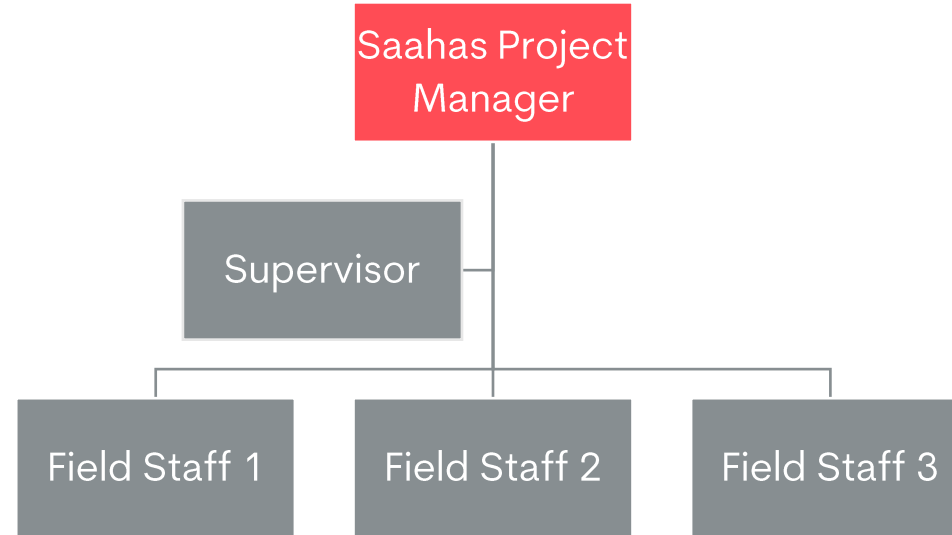 Saahas Project
Manager
Supervisor
Field Staff 1
Field Staff 2
Field Staff 3